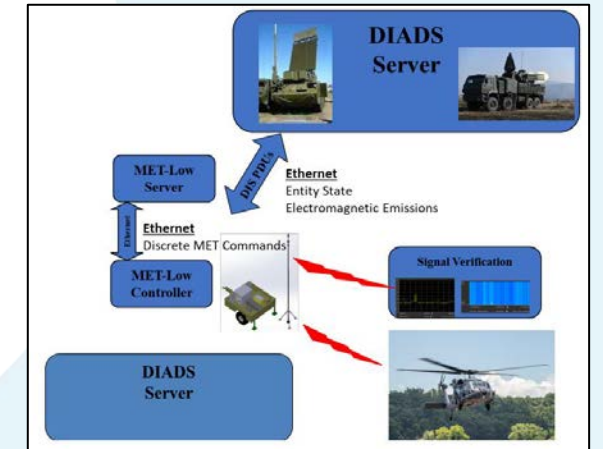 DIADS
Server
DIS PDUs
Ethernet
Entity State
Electromagnetic Emissions
MET-Low
Server
Ethernet
Ethernet
Discrete MET Commands
MET-Low
Controller
Signal Verification
DIADS
Server